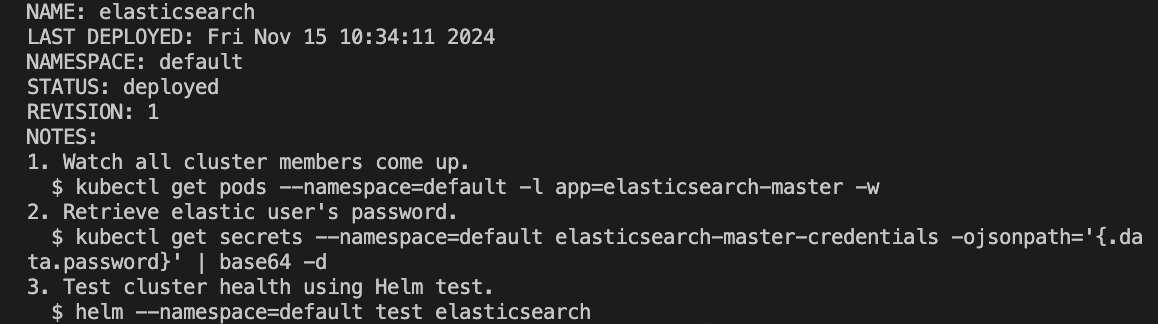 NAME: elasticsearch
LAST DEPLOYED: Fri Nov 15 10:34:11 2024
NAMESPACE: default
STATUS: deployed
REVISION: 1
NOTES:
1. Watch all cluster members come up.
  $ kubectl get pods --namespace=default -l app=elasticsearch-master -w
2. Retrieve elastic user's password.
  $ kubectl get secrets --namespace=default elasticsearch-master-credentials -ojsonpath='{.da
ta.password}' | base64 -d
3. Test cluster health using Helm test.
  $ helm --namespace=default test elasticsearch